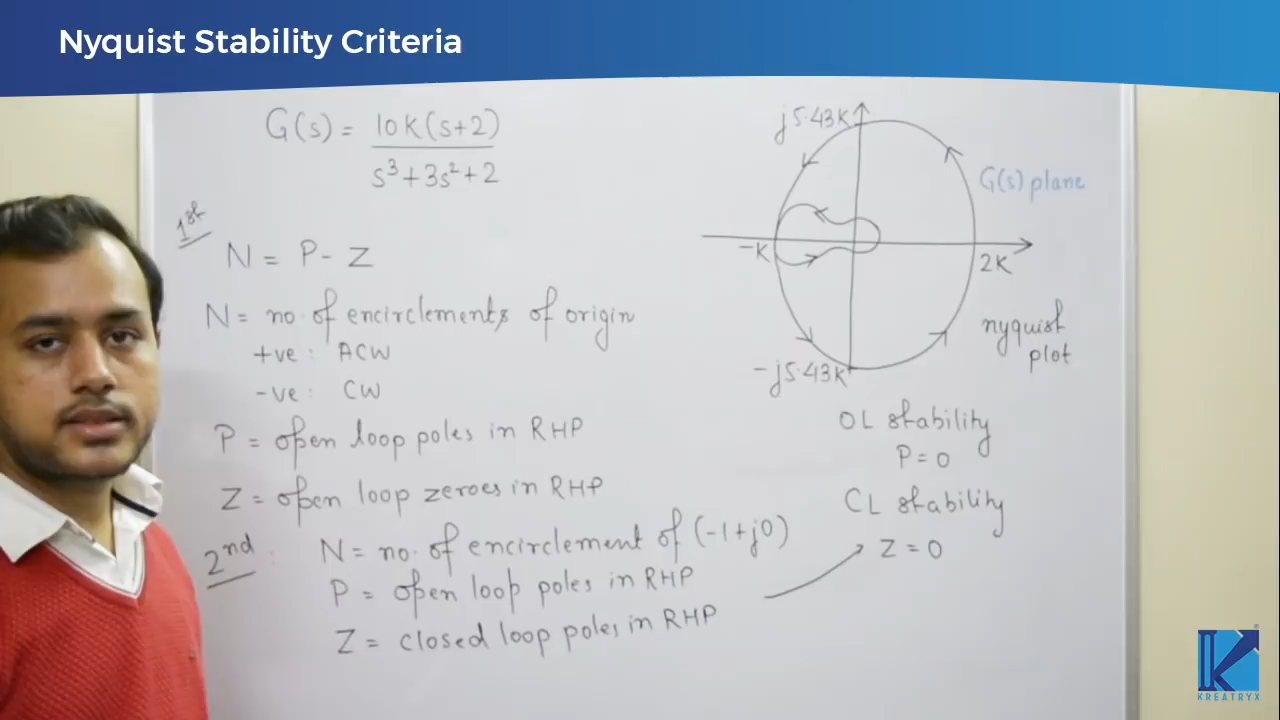 Nyquist Stability Criteria
G(s) = 10K(s+2)
s³+3s²+2
1st
N = P - Z
N = no. of encirclements of origin
+ve : ACW
-ve : CW
P = open loop poles in RHP
Z = open loop zeroes in RHP
2nd : N = no. of encirclement of (-1+j0)
P = open loop poles in RHP
Z = closed loop poles in RHP
j5.43K
G(s) plane
-K
2K
nyquist
plot
-j5.43K
OL stability
P = 0
CL stability
Z = 0
KREATRYX